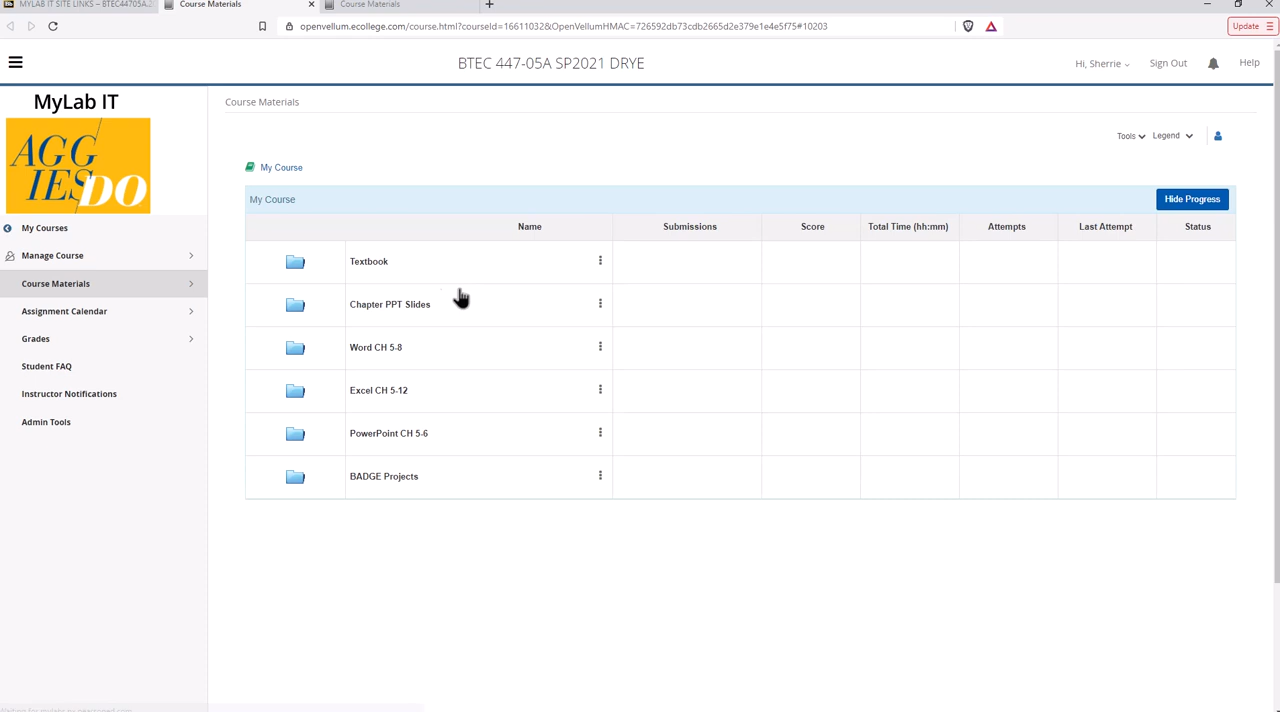 MYLAB IT SITE LINKS – BTEC44705A.2
Course Materials
Course Materials
openvellum.ecollege.com/course.html?courseId=16611032&OpenVellumHMAC=726592db73cdb2665d2e379e1e4e5f75#10203
Update
BTEC 447-05A SP2021 DRYE
Hi, Sherrie
Sign Out
Help
MyLab IT
AGG
IES DO
My Courses
Manage Course
Course Materials
Assignment Calendar
Grades
Student FAQ
Instructor Notifications
Admin Tools
Course Materials
Tools
Legend
My Course
My Course
Hide Progress
Name Submissions Score Total Time (hh:mm) Attempts Last Attempt Status
Textbook
Chapter PPT Slides
Word CH 5-8
Excel CH 5-12
PowerPoint CH 5-6
BADGE Projects